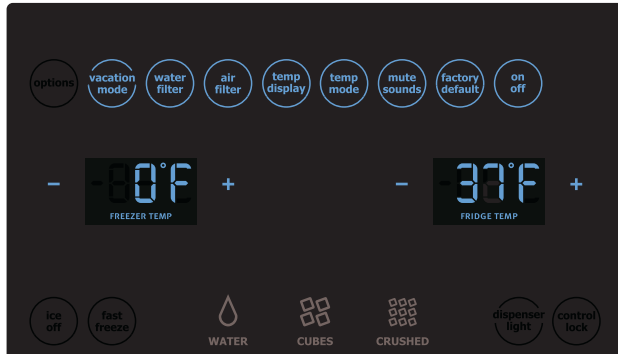 options
vacation
mode
water
filter
air
filter
temp
display
temp
mode
mute
sounds
factory
default
on
off
- 0°F +
FREEZER TEMP
- 37°F +
FRIDGE TEMP
ice
off
fast
freeze
WATER
CUBES
CRUSHED
dispenser
light
control
lock